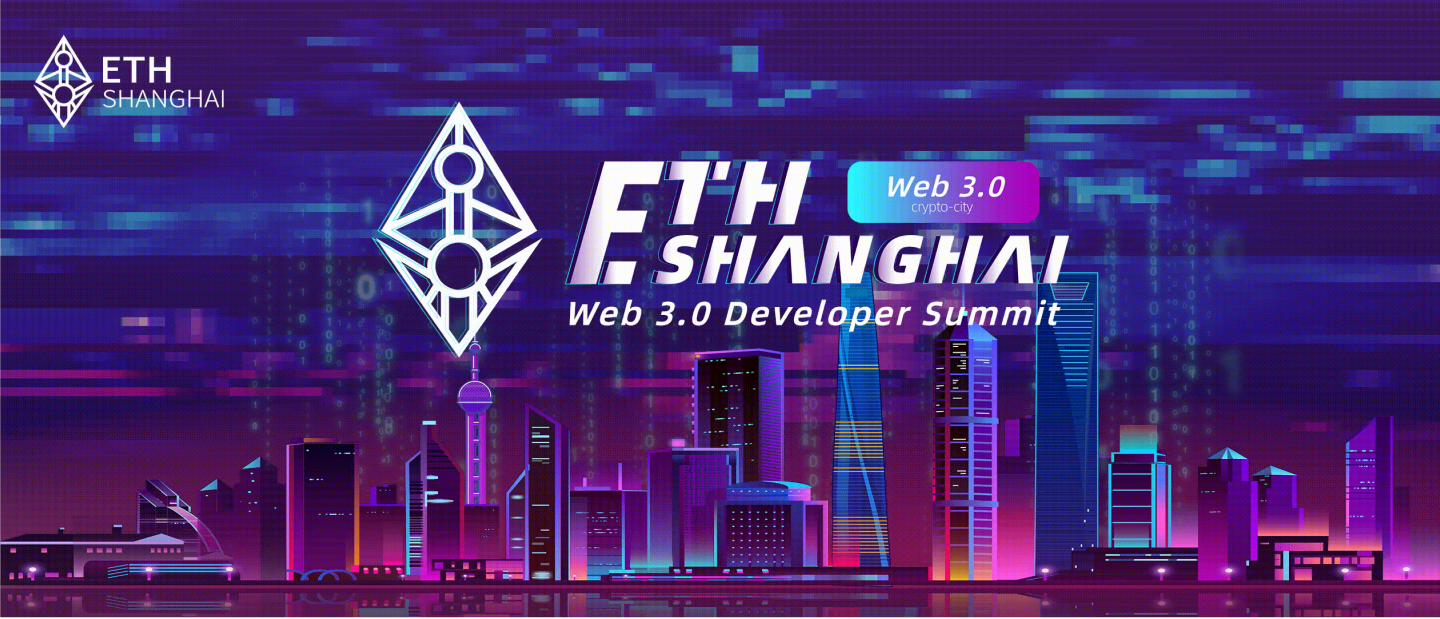 ETH
SHANGHAI
ETH
Web 3.0
crypto-city
SHANGHAI
Web 3.0 Developer Summit